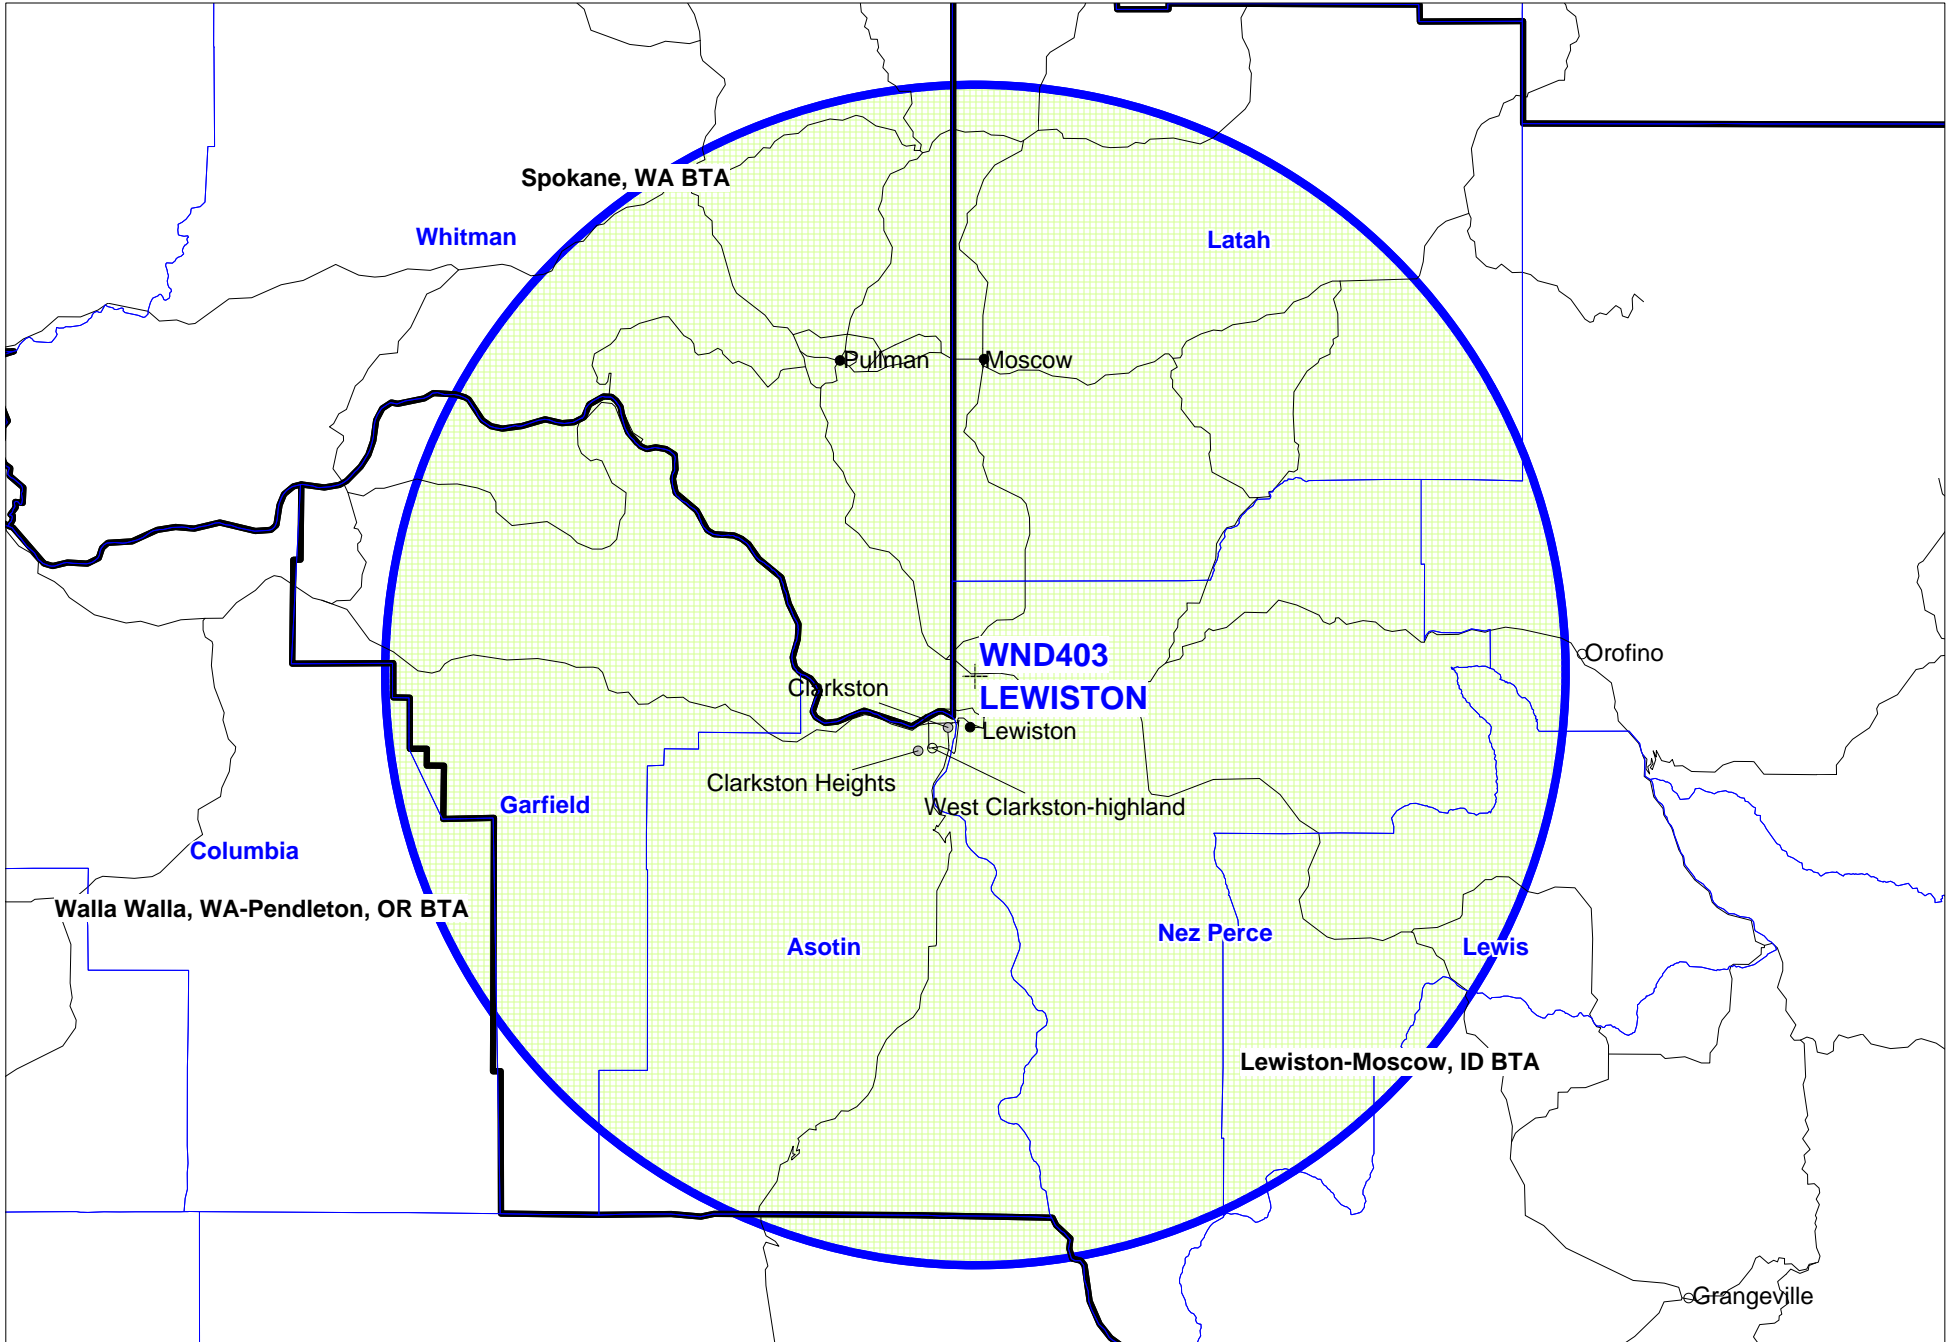 Spokane, WA BTA
Whitman
Latah
Pullman
Moscow
WND403
Orofino
Clarkston
LEWISTON
Lewiston
Clarkston Heights
West Clarkston-highland
Garfield
Columbia
Walla Walla, WA-Pendleton, OR BTA
Asotin
Nez Perce
Lewis
Lewiston-Moscow, ID BTA
Grangeville